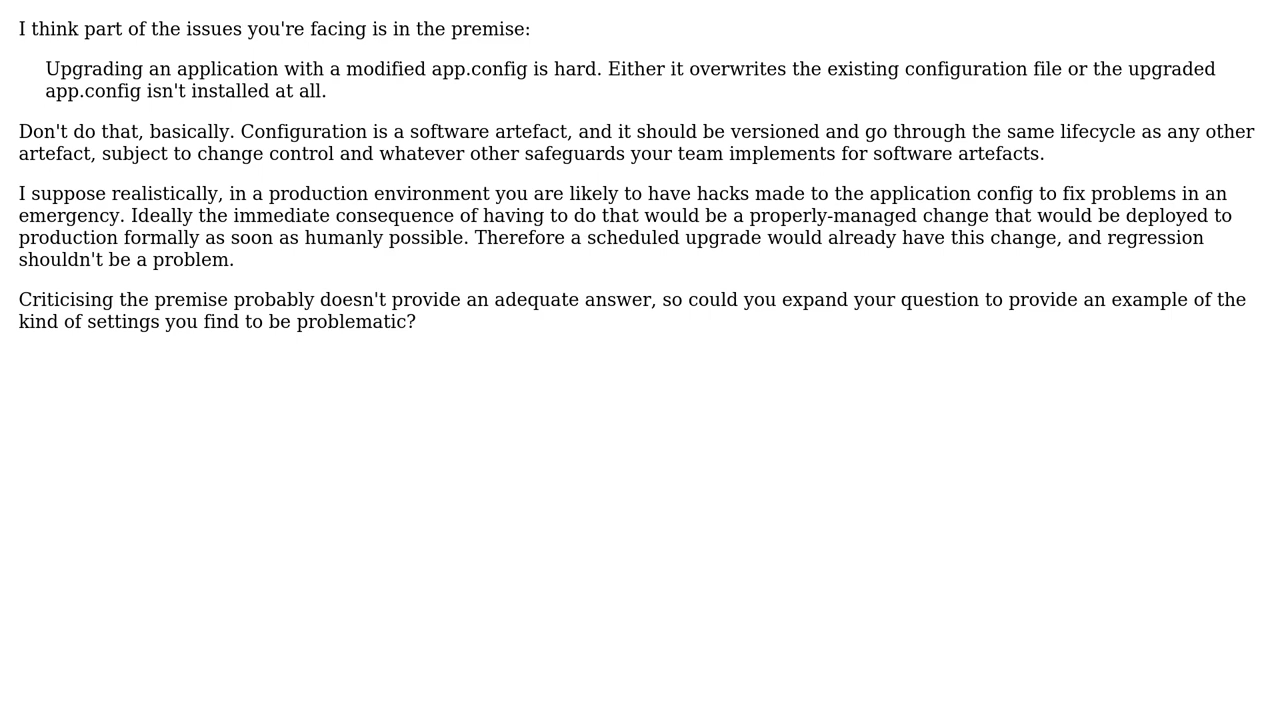 I think part of the issues you're facing is in the premise:
Upgrading an application with a modified app.config is hard. Either it overwrites the existing configuration file or the upgraded
app.config isn't installed at all.
Don't do that, basically. Configuration is a software artefact, and it should be versioned and go through the same lifecycle as any other
artefact, subject to change control and whatever other safeguards your team implements for software artefacts.
I suppose realistically, in a production environment you are likely to have hacks made to the application config to fix problems in an
emergency. Ideally the immediate consequence of having to do that would be a properly-managed change that would be deployed to
production formally as soon as humanly possible. Therefore a scheduled upgrade would already have this change, and regression
shouldn't be a problem.
Criticising the premise probably doesn't provide an adequate answer, so could you expand your question to provide an example of the
kind of settings you find to be problematic?